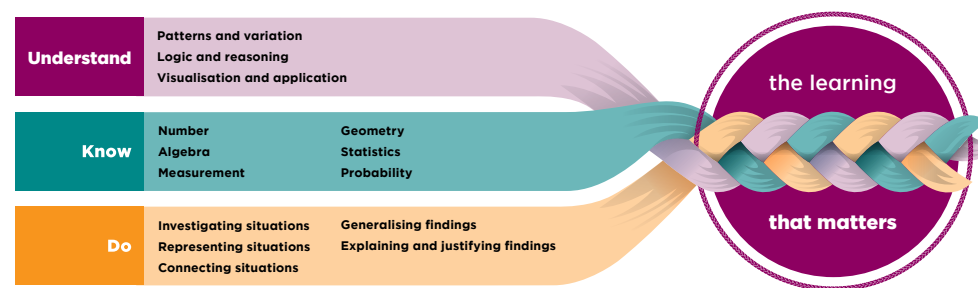 Understand
Patterns and variation
Logic and reasoning
Visualisation and application
Know
Number
Algebra
Measurement
Geometry
Statistics
Probability
Do
Investigating situations
Representing situations
Connecting situations
Generalising findings
Explaining and justifying findings
the learning
that matters